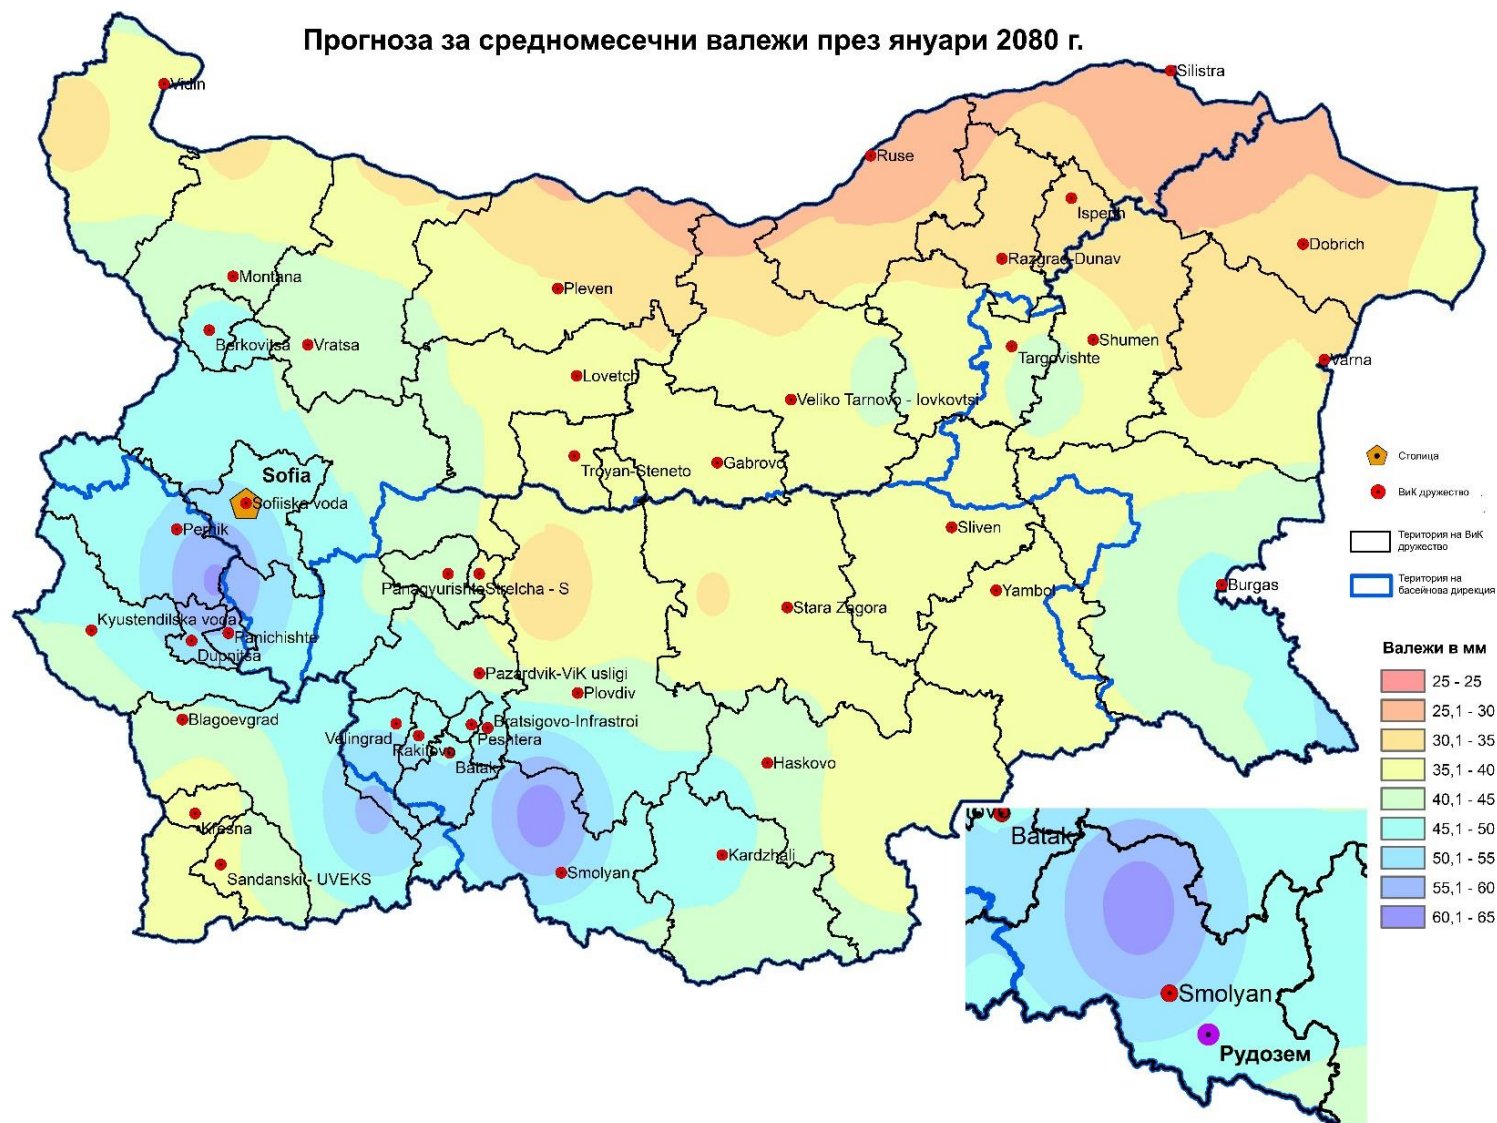 Прогноза за средномесечни валежи през януари 2080 г.
Silistra
Vidin
Ruse
Isperih
Dobrich
Razgrad-Dunav
Montana
Pleven
Berkovitsa
Vratsa
Targovishte
Shumen
Varna
Lovetch
Veliko Tarnovo - Iovkovtsi
Troyan-Steneto
Gabrovo
Sofia
Sofiiska voda
Pernik
Sliven
Panagyurishte
Strelcha - S
Stara Zagora
Yambol
Burgas
Kyustendilska voda
Panichishte
Dupnitsa
Pazardvik-ViK usligi
Plovdiv
Blagoevgrad
Velingrad
Rakitovo
Bratsigovo-Infrastroi
Peshtera
Batak
Haskovo
Kresna
Sandanski - UVEKS
Smolyan
Kardzhali
Столица
ВиК дружество
Територия на ВиК
дружество
Територия на
басейнова дирекция
Валежи в мм
25 - 25
25,1 - 30
30,1 - 35
35,1 - 40
40,1 - 45
45,1 - 50
50,1 - 55
55,1 - 60
60,1 - 65
Batak
Smolyan
Рудозем